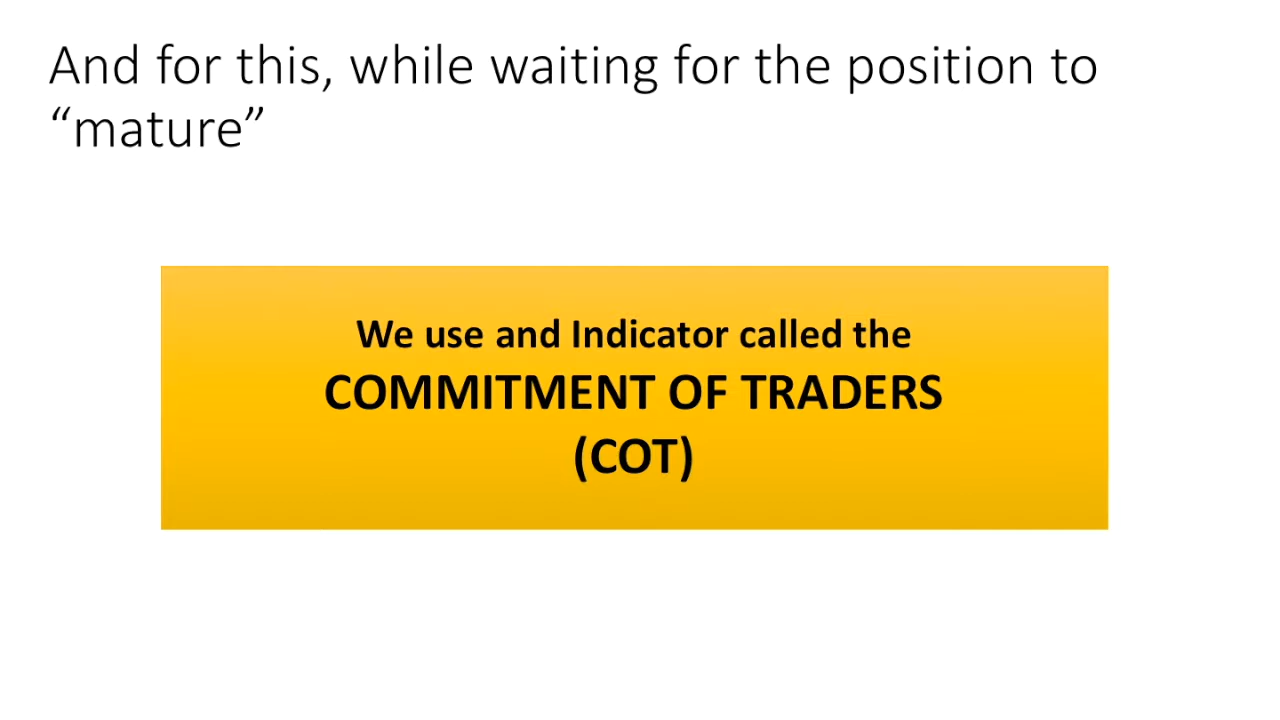 And for this, while waiting for the position to
“mature”
We use and Indicator called the
COMMITMENT OF TRADERS
(COT)